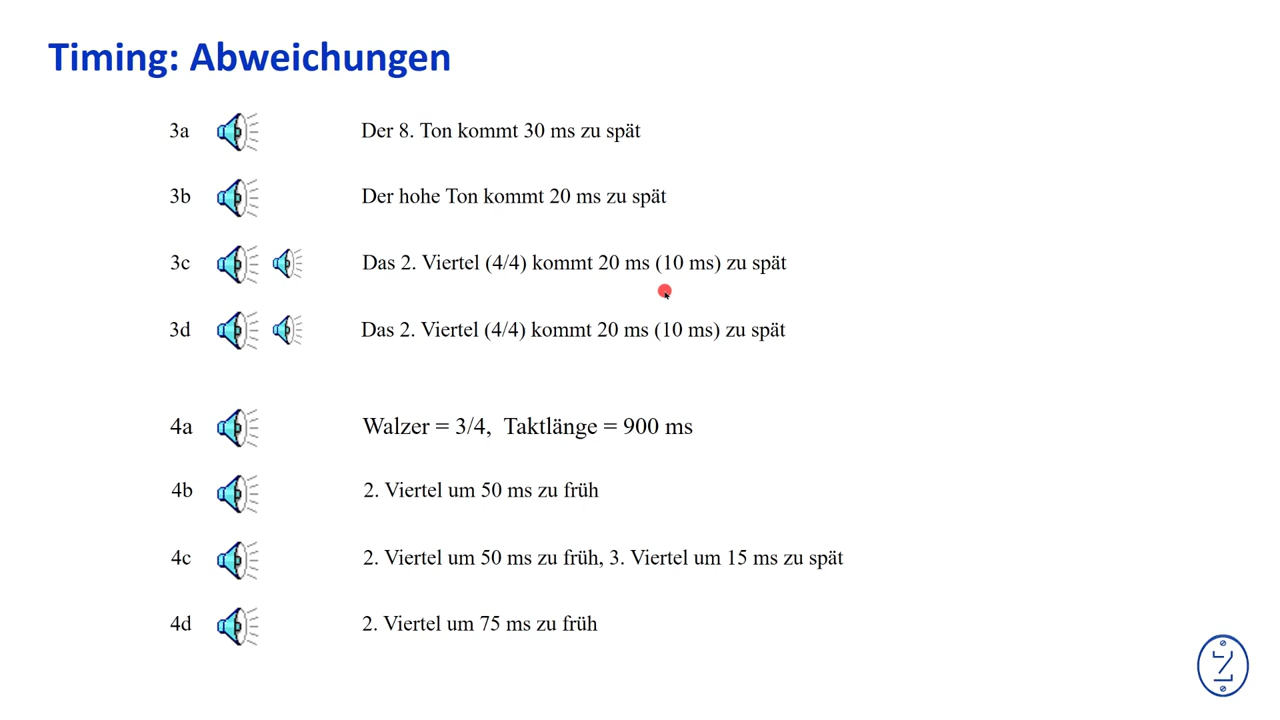 Timing: Abweichungen
3a Der 8. Ton kommt 30 ms zu spät
3b Der hohe Ton kommt 20 ms zu spät
3c Das 2. Viertel (4/4) kommt 20 ms (10 ms) zu spät
3d Das 2. Viertel (4/4) kommt 20 ms (10 ms) zu spät
4a Walzer = 3/4, Taktlänge = 900 ms
4b 2. Viertel um 50 ms zu früh
4c 2. Viertel um 50 ms zu früh, 3. Viertel um 15 ms zu spät
4d 2. Viertel um 75 ms zu früh